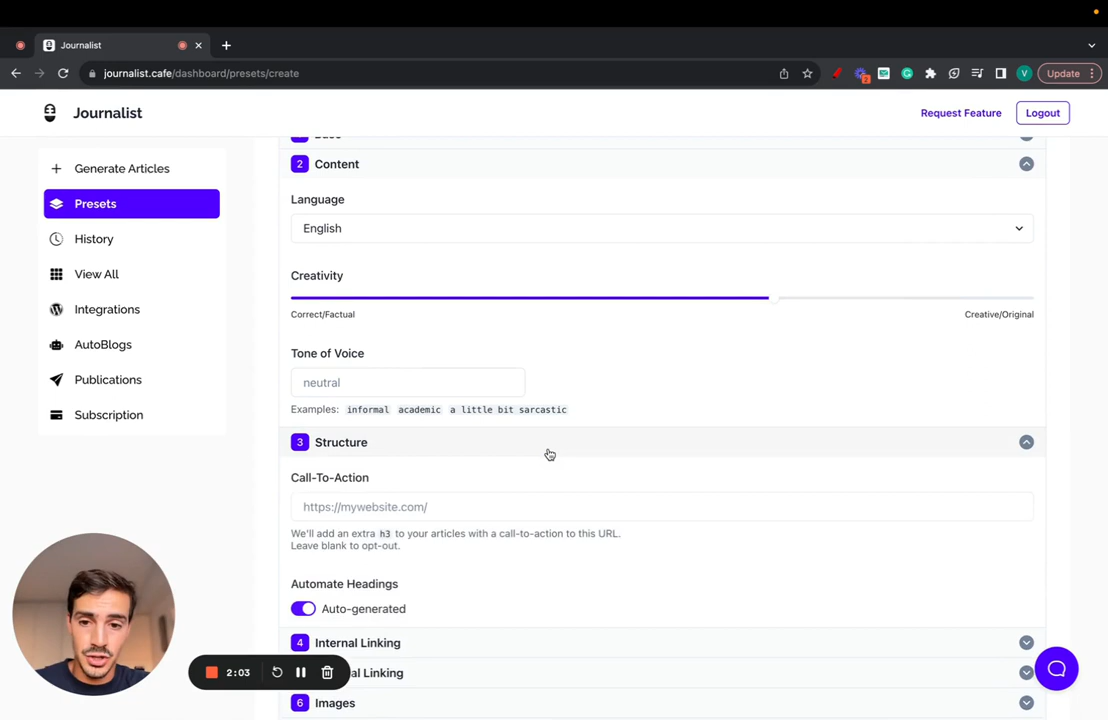 Journalist
journalist.cafe/dashboard/presets/create
2
V
Update
Journalist
Request Feature
Logout
Generate Articles
Presets
History
View All
Integrations
AutoBlogs
Publications
Subscription
2 Content
Language
English
Creativity
Correct/Factual
Creative/Original
Tone of Voice
neutral
Examples: informal academic a little bit sarcastic
3 Structure
Call-To-Action
https://mywebsite.com/
We'll add an extra h3 to your articles with a call-to-action to this URL.
Leave blank to opt-out.
Automate Headings
Auto-generated
4 Internal Linking
Linking
6 Images
2:03